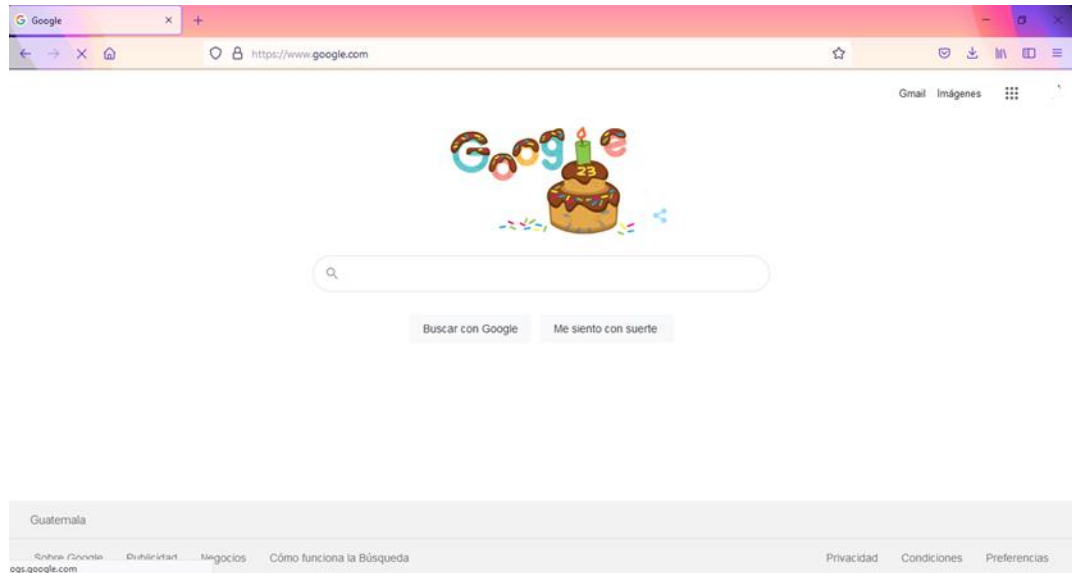 Google
https://www.google.com
Gmail Imágenes
Google
23
Buscar con Google Me siento con suerte
Guatemala
Sobre Google Publicidad Negocios Cómo funciona la Búsqueda Privacidad Condiciones Preferencias
ogs.google.com